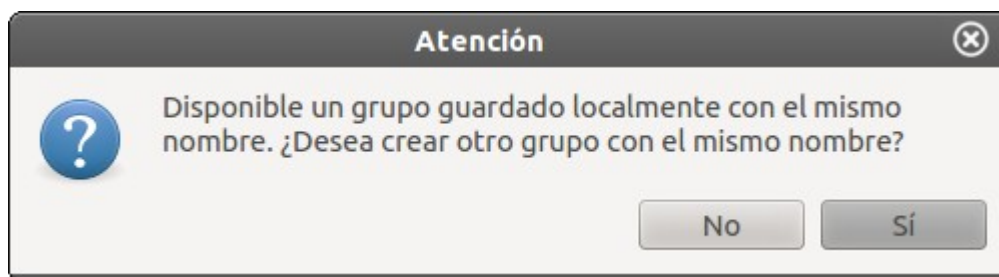 Atención
Disponible un grupo guardado localmente con el mismo
nombre. ¿Desea crear otro grupo con el mismo nombre?
No
Sí